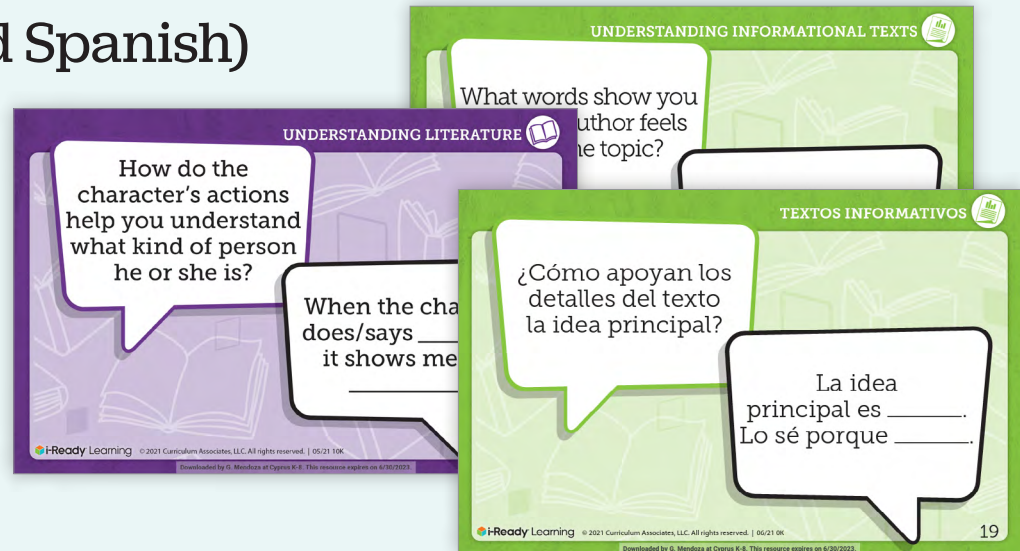 d Spanish)
UNDERSTANDING INFORMATIONAL TEXTS
What words show you
uthor feels
he topic?
UNDERSTANDING LITERATURE
How do the
character's actions
help you understand
what kind of person
he or she is?
When the cha
does/says ____
it shows me
________
i-Ready Learning © 2021 Curriculum Associates, LLC. All rights reserved. | 05/21 10K
Downloaded by G. Mendoza at Cyprus K-8. This resource expires on 6/30/2023.
TEXTOS INFORMATIVOS
¿Cómo apoyan los
detalles del texto
la idea principal?
La idea
principal es _______.
Lo sé porque _______.
i-Ready Learning © 2021 Curriculum Associates, LLC. All rights reserved. | 06/21 0K
19
Downloaded by G. Mendoza at Cyprus K-8. This resource expires on 6/30/2023.